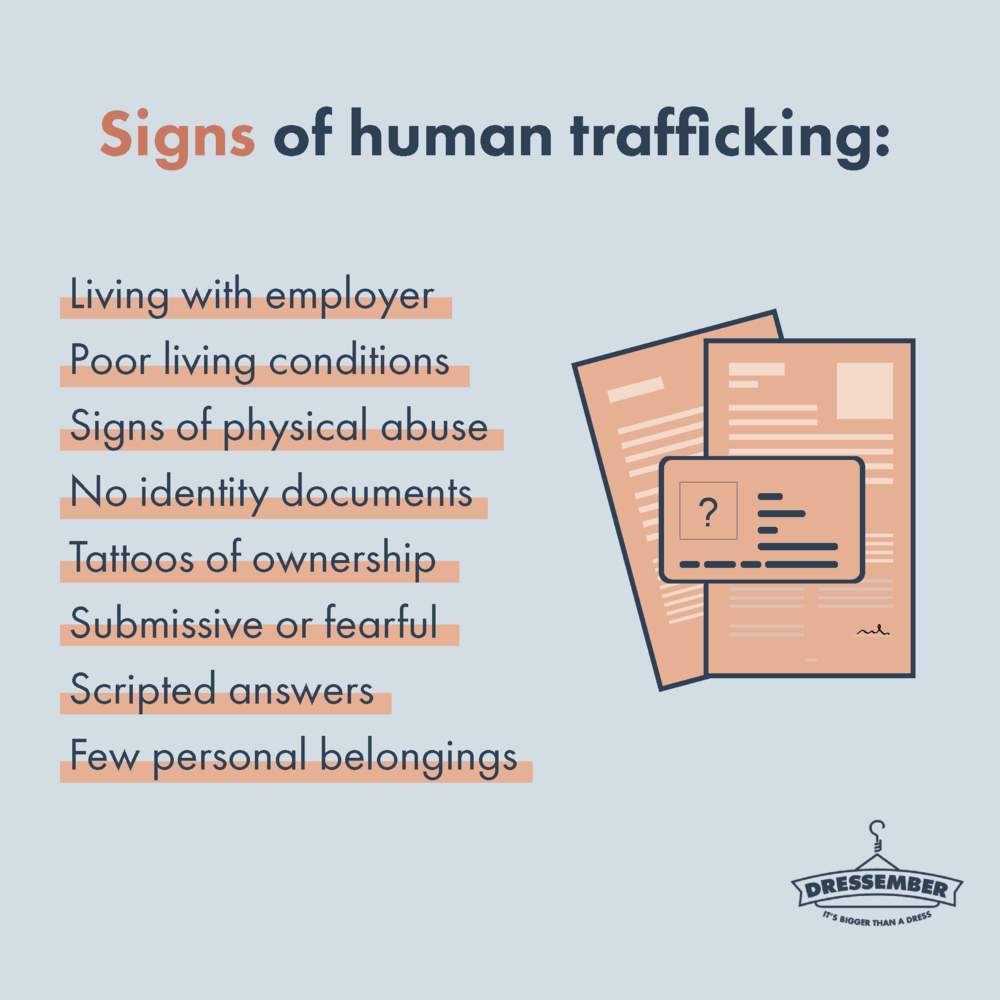 Signs of human trafficking:
Living with employer
Poor living conditions
Signs of physical abuse
No identity documents
Tattoos of ownership
Submissive or fearful
Scripted answers
Few personal belongings
?
DRESSEMBER
IT'S BIGGER THAN A DRESS